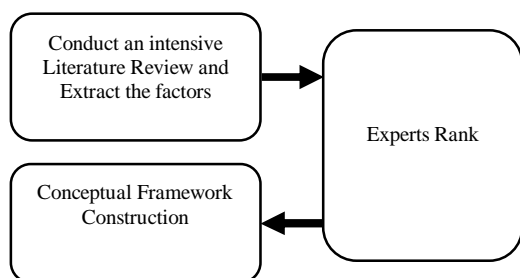 Conduct an intensive
Literature Review and
Extract the factors
Experts Rank
Conceptual Framework
Construction